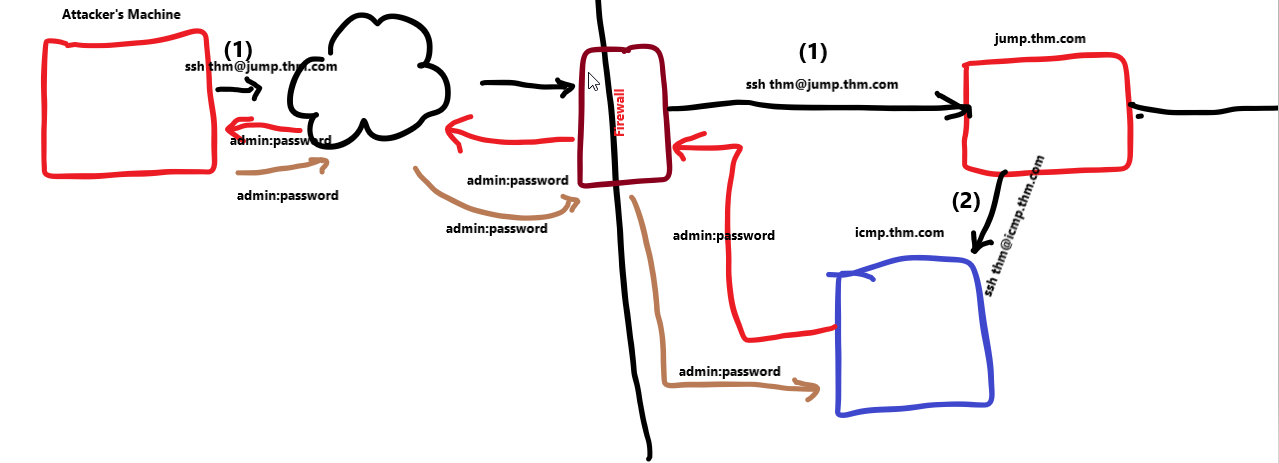 Attacker's Machine
(1)
ssh thm@jump.thm.com
admin:password
admin:password
admin:password
admin:password
Firewall
(1)
ssh thm@jump.thm.com
jump.thm.com
(2)
ssh thm@icmp.thm.com
icmp.thm.com
admin:password
admin:password